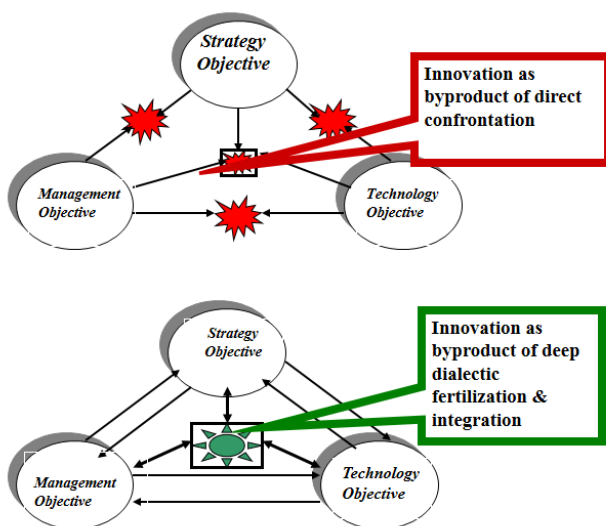 Strategy
Objective
Innovation as
byproduct of direct
confrontation
Management
Objective
Technology
Objective
Strategy
Objective
Innovation as
byproduct of deep
dialectic
fertilization &
integration
Management
Objective
Technology
Objective